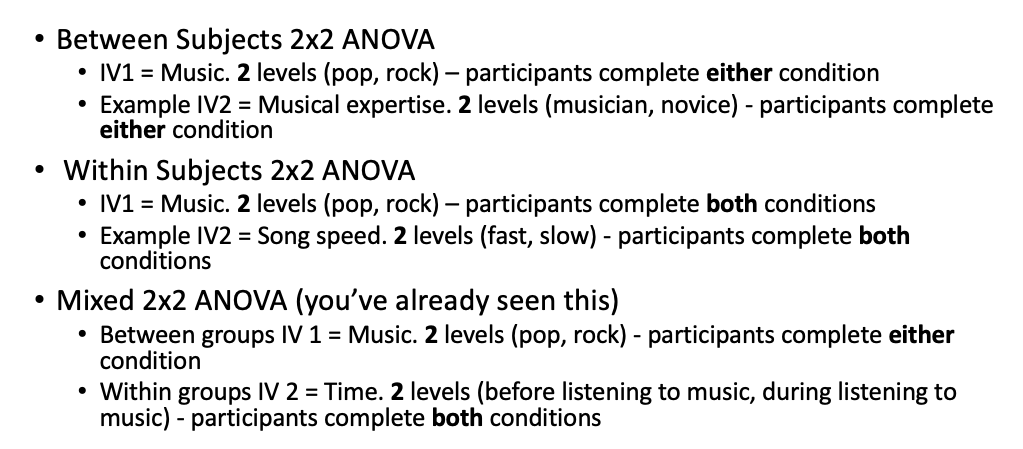 • Between Subjects 2x2 ANOVA
• IV1 = Music. 2 levels (pop, rock) – participants complete either condition
• Example IV2 = Musical expertise. 2 levels (musician, novice) - participants complete
either condition
• Within Subjects 2x2 ANOVA
• IV1 = Music. 2 levels (pop, rock) – participants complete both conditions
• Example IV2 = Song speed. 2 levels (fast, slow) - participants complete both
conditions
• Mixed 2x2 ANOVA (you’ve already seen this)
• Between groups IV 1 = Music. 2 levels (pop, rock) - participants complete either
condition
• Within groups IV 2 = Time. 2 levels (before listening to music, during listening to
music) - participants complete both conditions